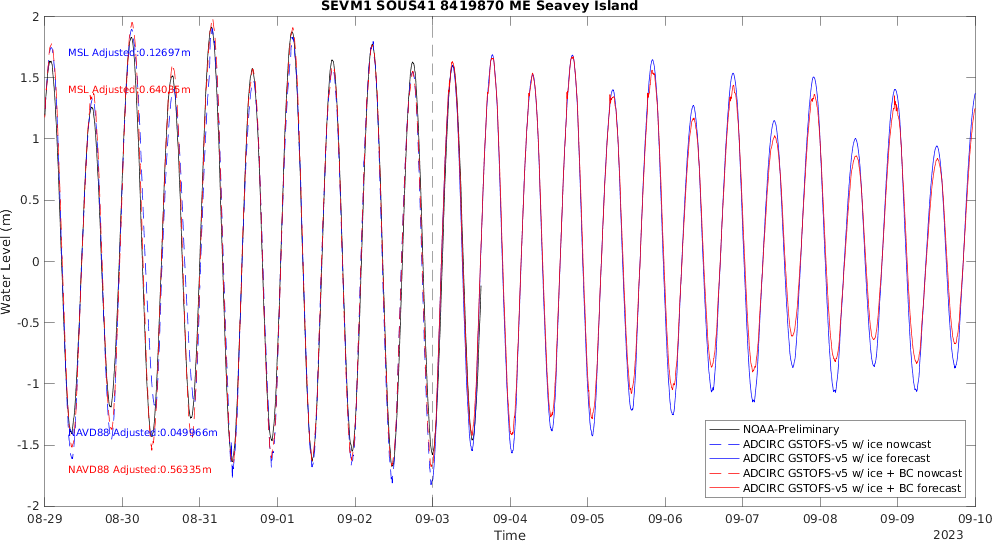 SEVM1 SOUS41 8419870 ME Seavey Island
2
1.5
1
0.5
0
-0.5
-1
-1.5
-2
Water Level (m)
MSL Adjusted:0.12697m
MSL Adjusted:0.64035m
NAVD88 Adjusted:0.049966m
NAVD88 Adjusted:0.56335m
NOAA-Preliminary
ADCIRC GSTOFS-v5 w/ ice nowcast
ADCIRC GSTOFS-v5 w/ ice forecast
ADCIRC GSTOFS-v5 w/ ice + BC nowcast
ADCIRC GSTOFS-v5 w/ ice + BC forecast
08-29 08-30 08-31 09-01 09-02 09-03 09-04 09-05 09-06 09-07 09-08 09-09 09-10
Time
2023